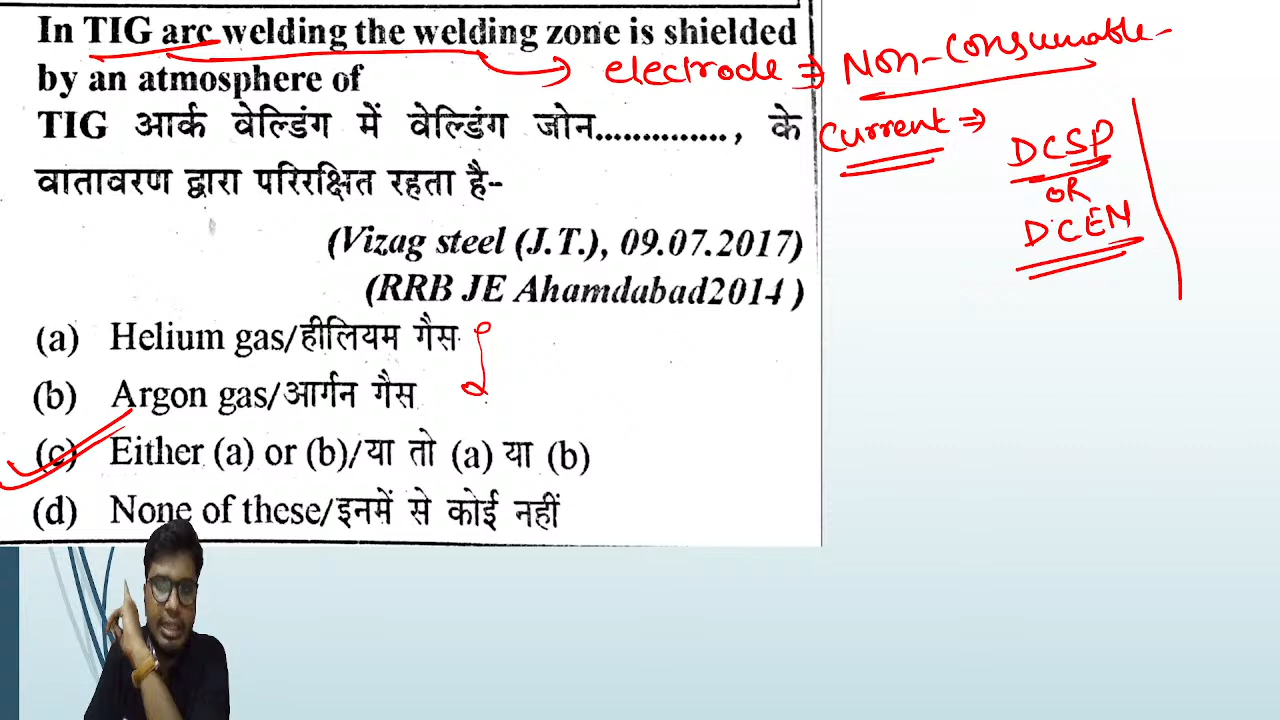 In TIG arc welding the welding zone is shielded
by an atmosphere of
electrode ⇒ Non-Consumable-
TIG आर्क वेल्डिंग में वेल्डिंग जोन..............., के
वातावरण द्वारा परिरक्षित रहता है-
Current ⇒
DCSP
OR
DCEN
(Vizag steel (J.T.), 09.07.2017)
(RRB JE Ahamdabad2014 )
(a) Helium gas/हीलियम गैस
(b) Argon gas/आर्गन गैस
(c) Either (a) or (b)/या तो (a) या (b)
(d) None of these/इनमें से कोई नहीं